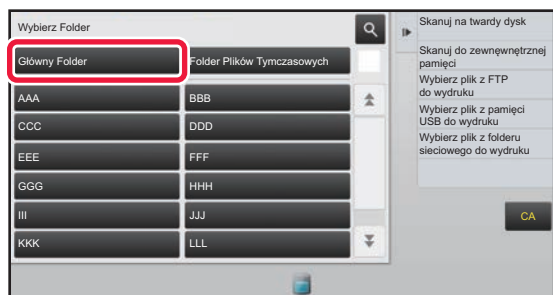 Wybierz Folder
Główny Folder
Folder Plików Tymczasowych
AAA
BBB
CCC
DDD
EEE
FFF
GGG
HHH
III
JJJ
KKK
LLL
Skanuj na twardy dysk
Skanuj do zewnęwnętrznej
pamięci
Wybierz plik z FTP
do wydruku
Wybierz plik z pamięci
USB do wydruku
Wybierz plik z folderu
sieciowego do wydruku
CA